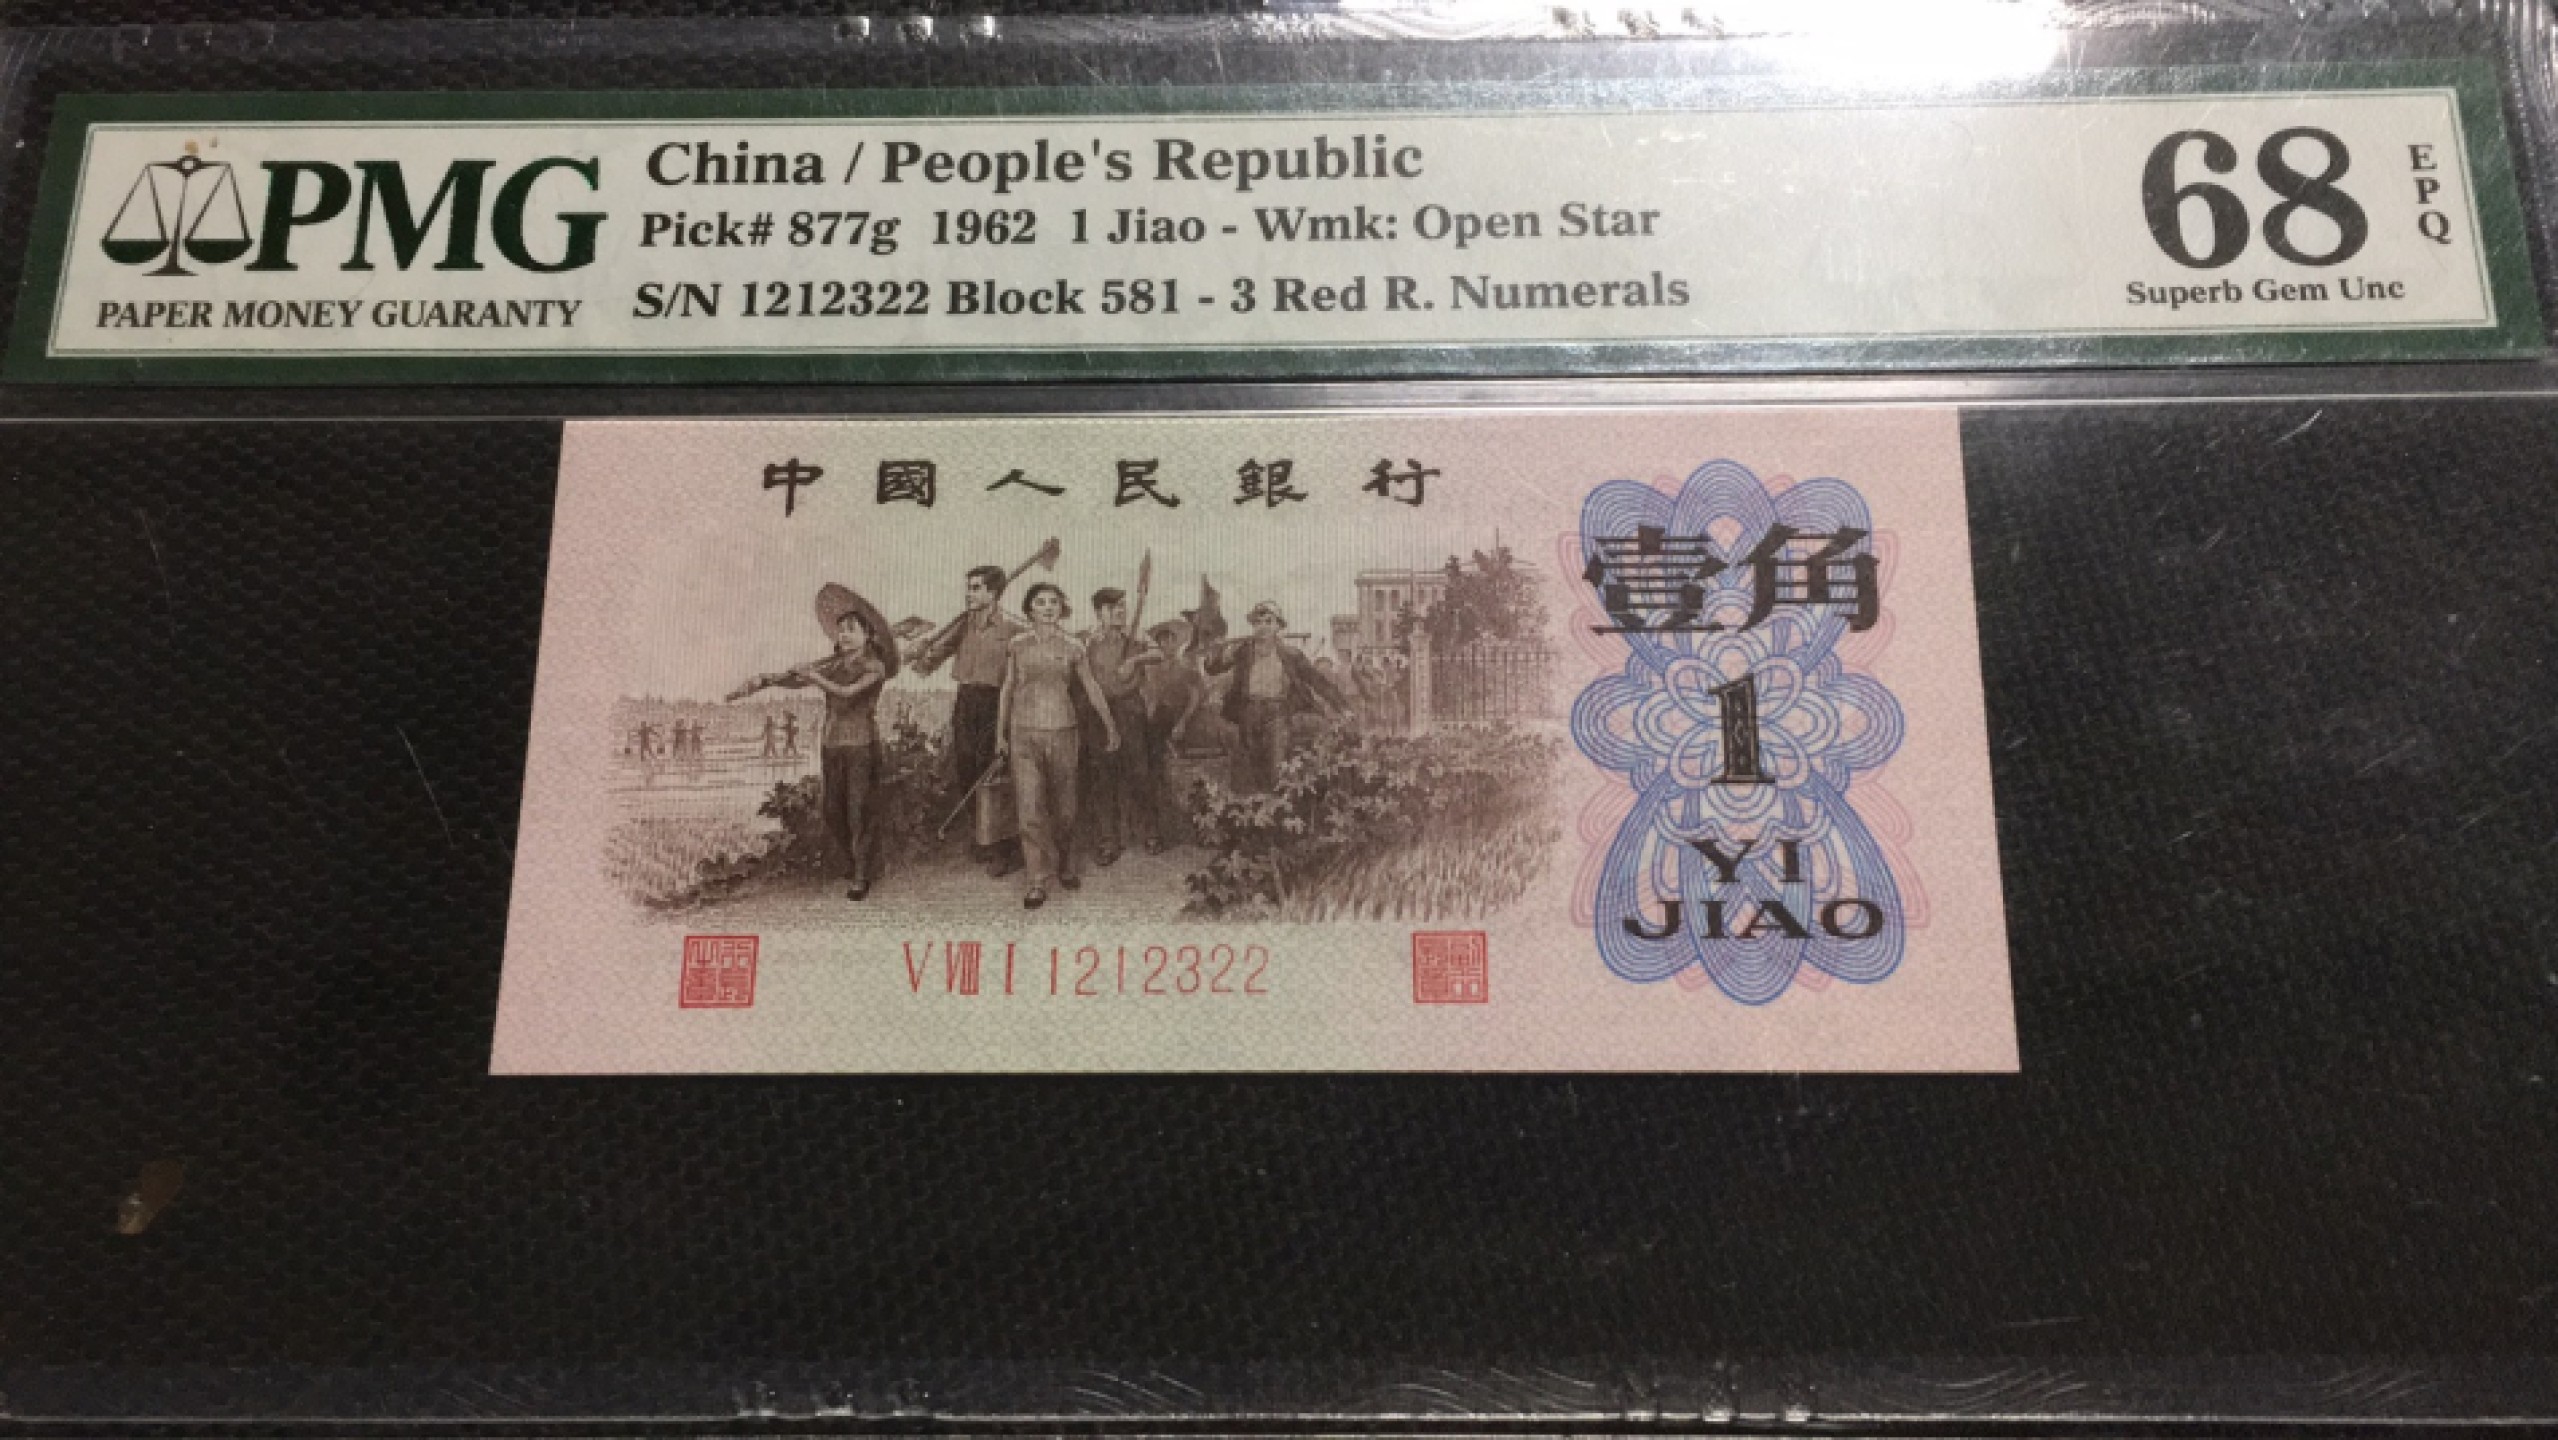 PMG
PAPER MONEY GUARANTY
China / People's Republic
Pick# 877g 1962 1 Jiao - Wmk: Open Star
S/N 1212322 Block 581 - 3 Red R. Numerals
68
EPQ
Superb Gem Unc
中國人民銀行
壹角
1
YI
JIAO
V VIII I 1212322